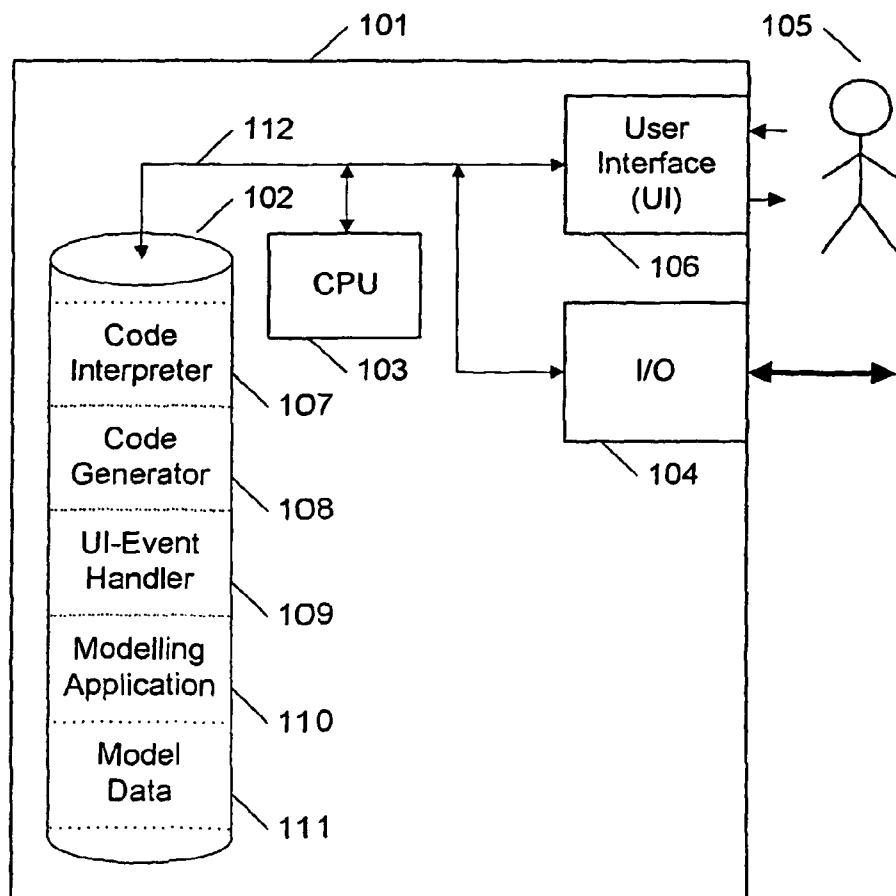 101
105
112
User
Interface
(UI)
102
106
CPU
103
I/O
104
Code
Interpreter
107
Code
Generator
108
UI-Event
Handler
109
Modelling
Application
110
Model
Data
111